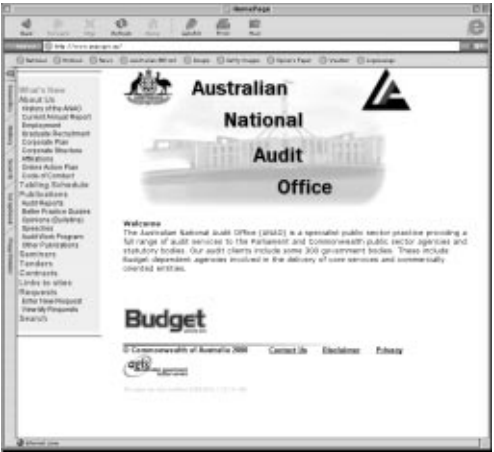 HomePage
What's New
About Us
History of the ANAO
Current Annual Report
Employment
Graduate Recruitment
Corporate Plan
Corporate Structure
Affiliations
Online Action Plan
Code of Conduct
Tabling Schedule
Publications
Audit Reports
Better Practice Guides
Opinions (Bulletins)
Speeches
Audit Work Program
Other Publications
Seminars
Tenders
Contracts
Links to sites
Requests
Enter New Request
View My Requests
Search
Australian
National
Audit
Office
Welcome
The Australian National Audit Office (ANAO) is a specialist public sector practice providing a
full range of audit services to the Parliament and Commonwealth public sector agencies and
statutory bodies. Our audit clients include some 300 government bodies. These include
Budget-dependent agencies involved in the delivery of core services and commercially
oriented entities.
Budget
© Commonwealth of Australia 2000 Contact Us Disclaimer Privacy
agls
Internet zone